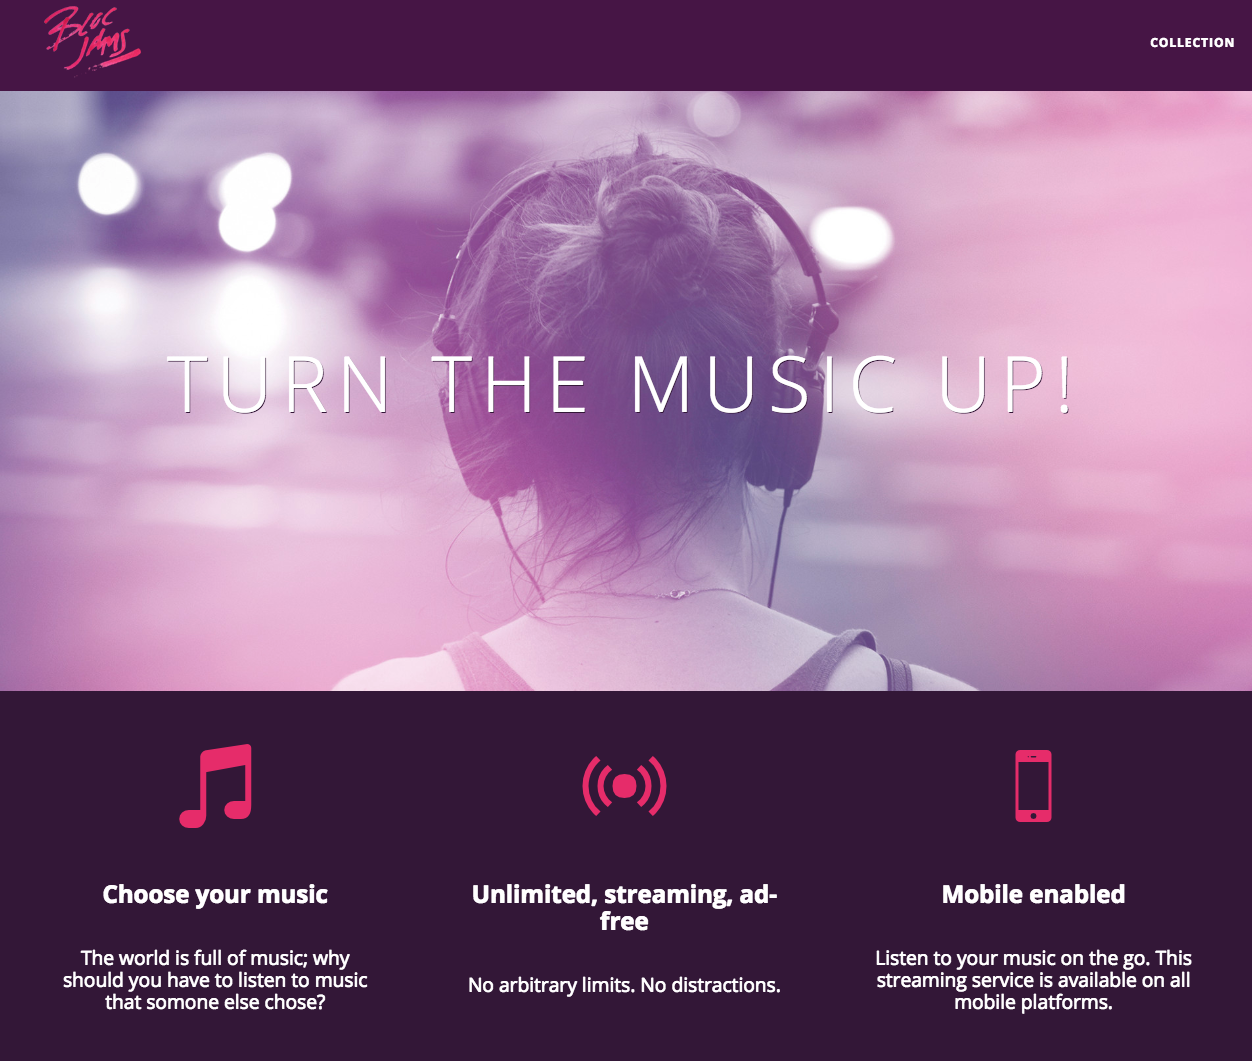 BLOC
JAMS
COLLECTION
TURN THE MUSIC UP!
Choose your music
Unlimited, streaming, ad-
free
Mobile enabled
The world is full of music; why
should you have to listen to music
that somone else chose?
No arbitrary limits. No distractions.
Listen to your music on the go. This
streaming service is available on all
mobile platforms.